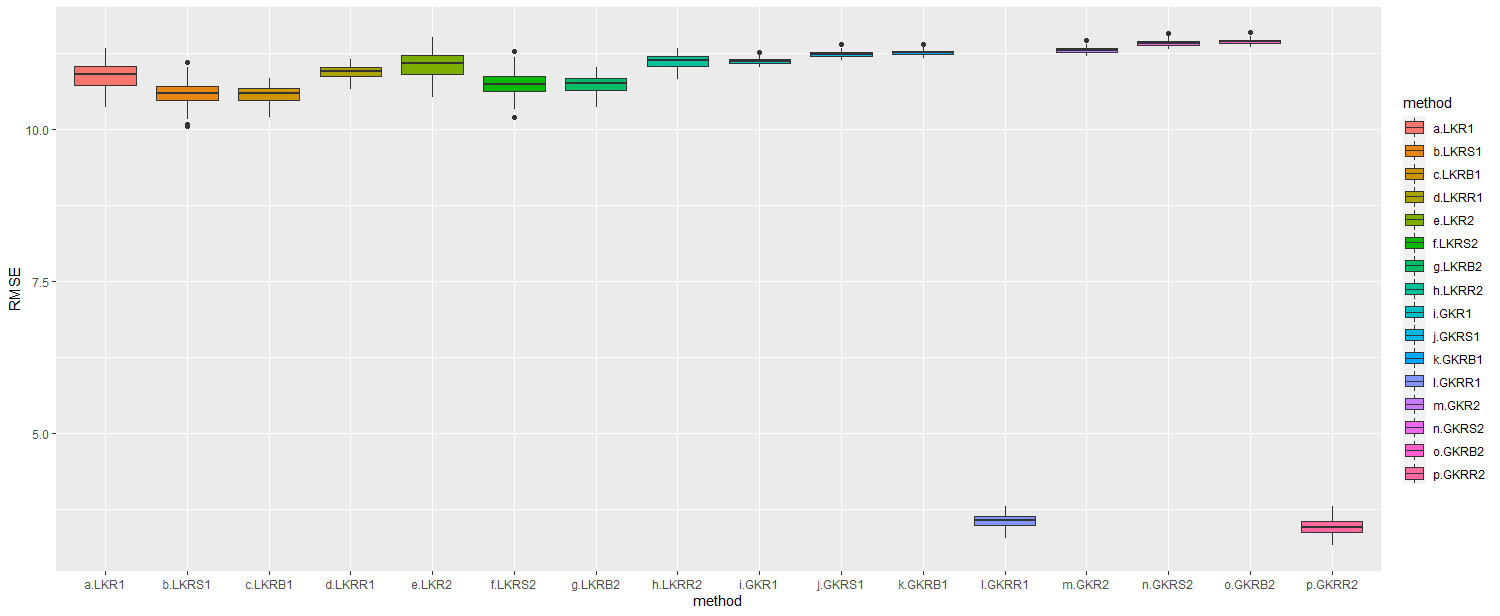 RMSE
10.0
7.5
5.0
a.LKR1 b.LKRS1 c.LKRB1 d.LKRR1 e.LKR2 f.LKRS2 g.LKRB2 h.LKRR2 i.GKR1 j.GKRS1 k.GKRB1 l.GKRR1 m.GKR2 n.GKRS2 o.GKRB2 p.GKRR2
method
method
a.LKR1
b.LKRS1
c.LKRB1
d.LKRR1
e.LKR2
f.LKRS2
g.LKRB2
h.LKRR2
i.GKR1
j.GKRS1
k.GKRB1
l.GKRR1
m.GKR2
n.GKRS2
o.GKRB2
p.GKRR2